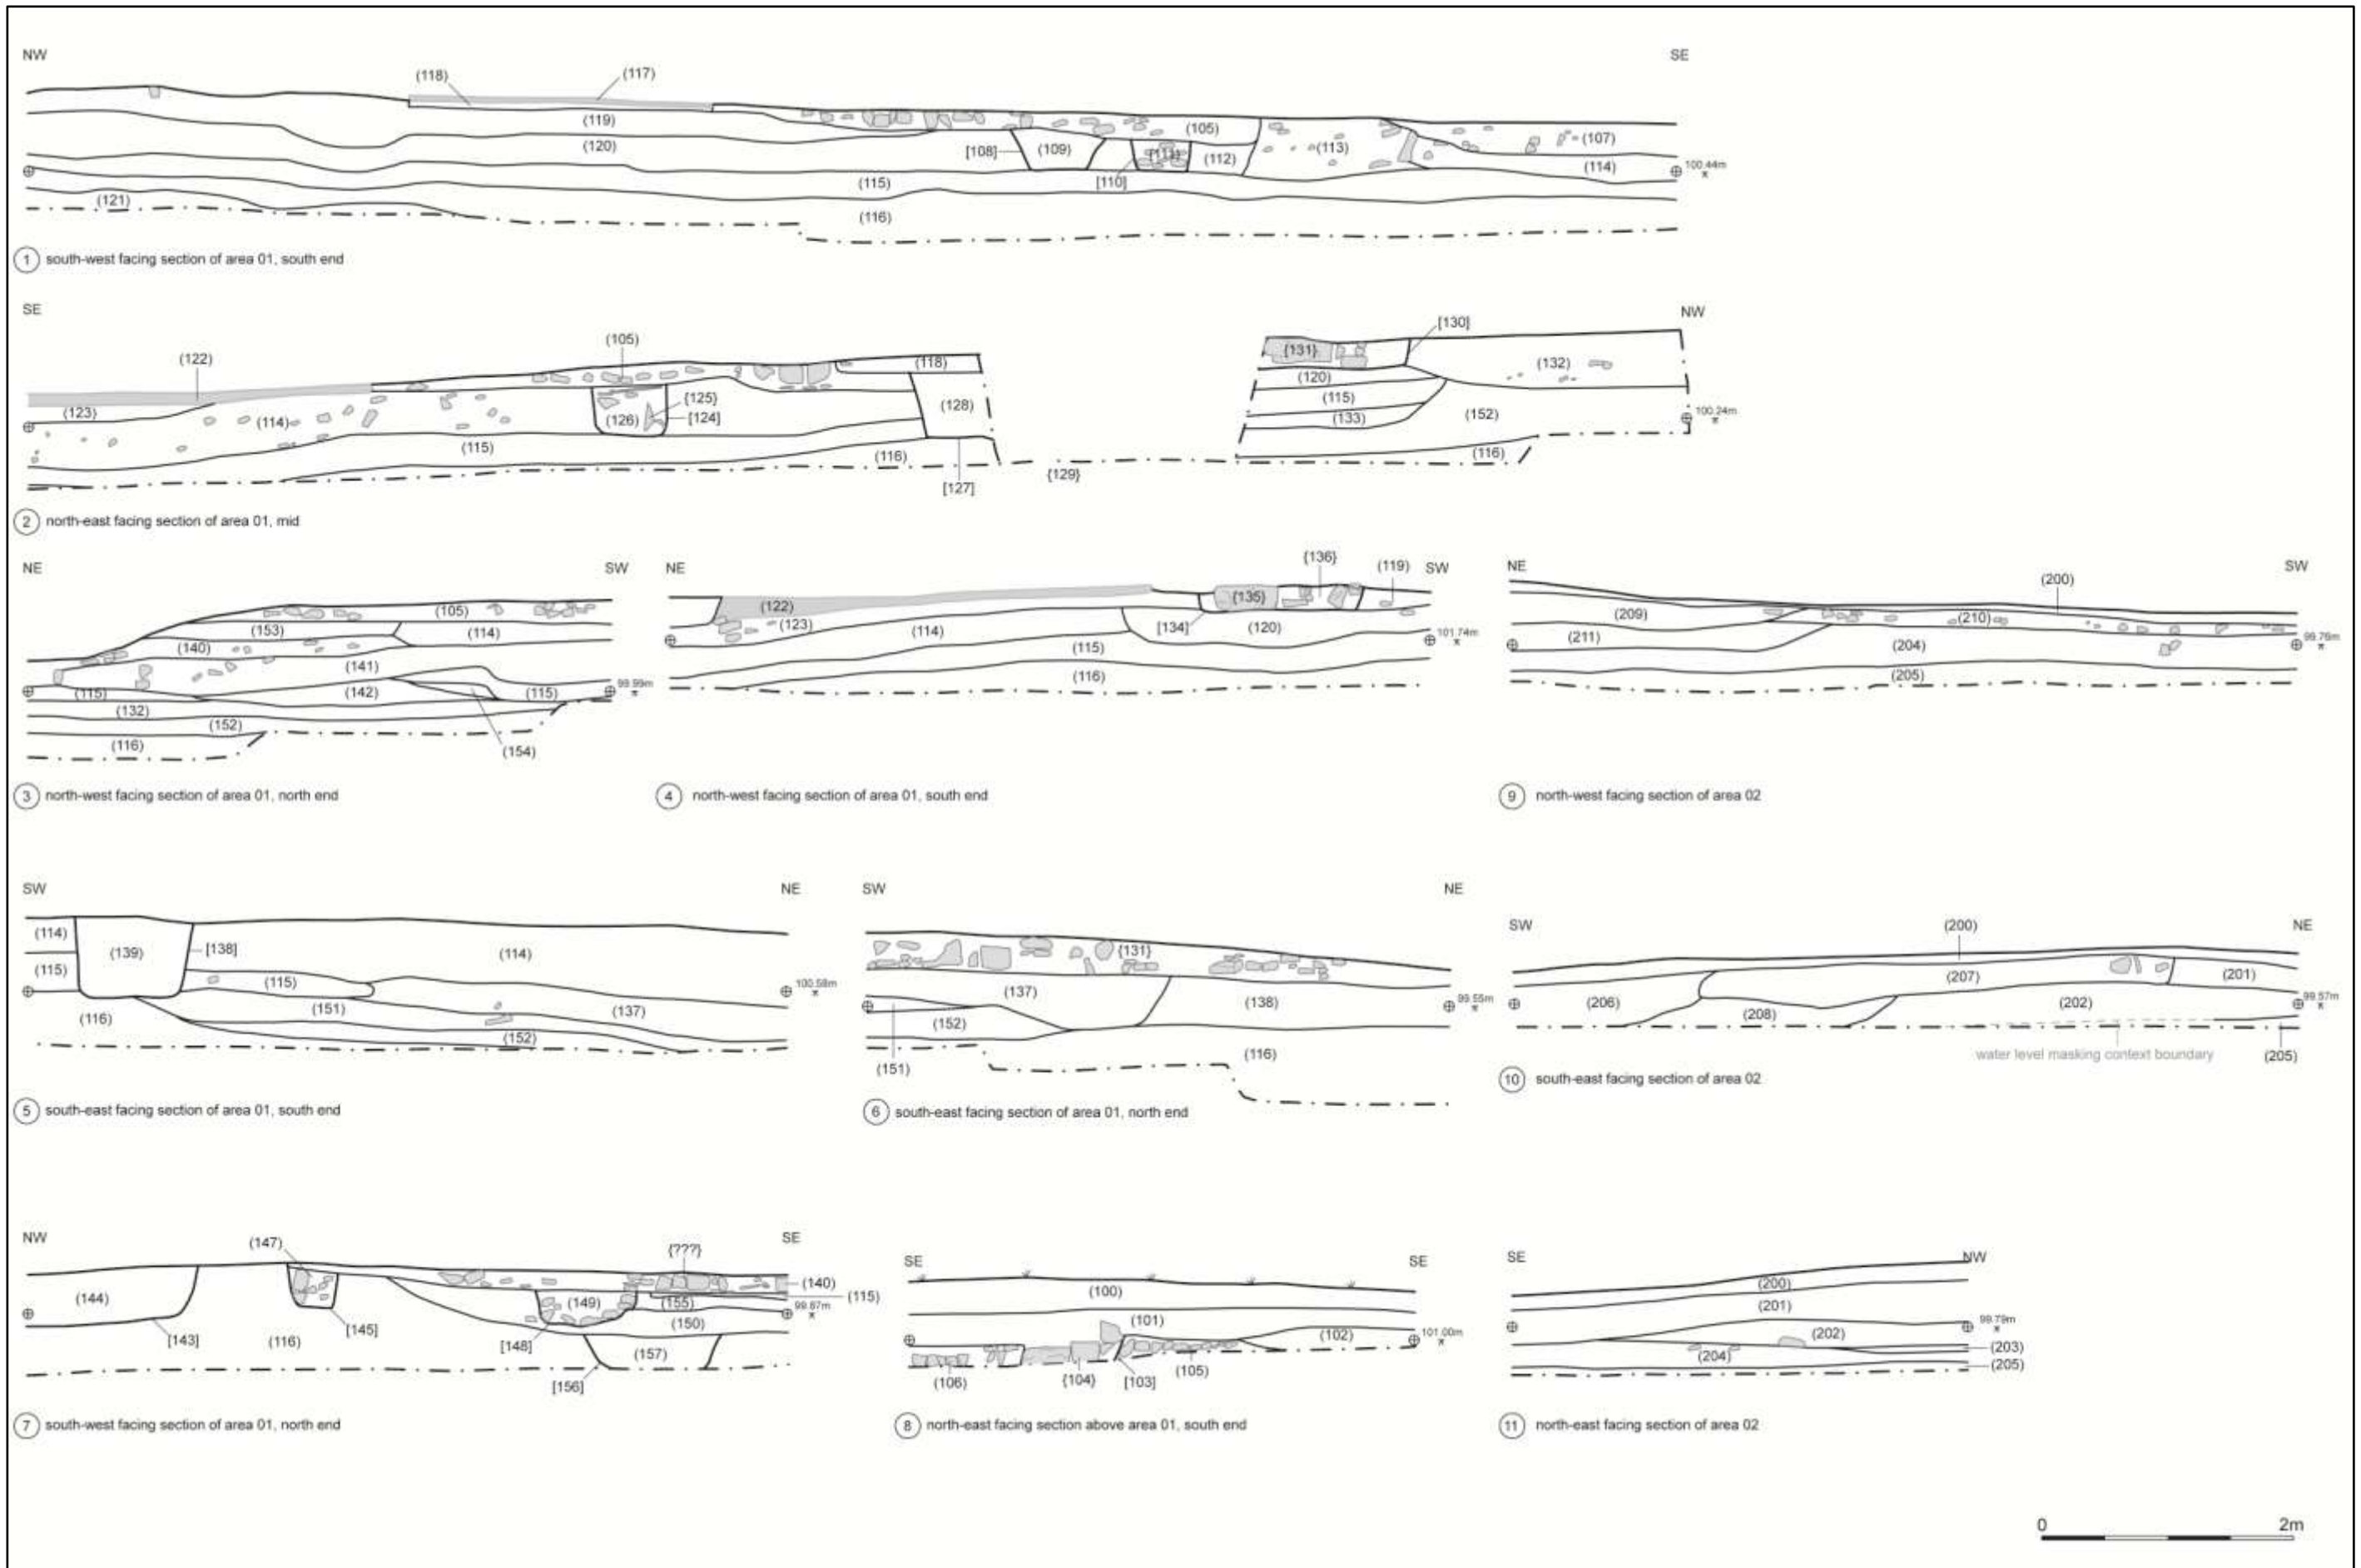 NW
SE
(118)
(117)
(119)
(105)
(107)
(120)
[108]
(109)
(112)
(113)
(114)
100.44m
(115)
[110]
(121)
(116)
1 south-west facing section of area 01, south end
SE
NW
[130]
(105)
(122)
(118)
{131}
(132)
(120)
{125}
(123)
(115)
(128)
(114)
(126)
[124]
(133)
(152)
100.24m
(115)
(116)
(116)
{129}
[127]
2 north-east facing section of area 01, mid
NE
SW
(105)
(153)
(114)
(140)
(141)
99.99m
(115)
(142)
(115)
(132)
(152)
(116)
(154)
3 north-west facing section of area 01, north end
NE
{136}
(119)
SW
(122)
{135}
(123)
(114)
[134]
(120)
101.74m
(115)
(116)
4 north-west facing section of area 01, south end
NE
(200)
SW
(209)
(210)
(211)
(204)
99.76m
(205)
9 north-west facing section of area 02
SW
NE
(114)
(139)
[138]
(114)
(115)
(115)
100.58m
(151)
(137)
(116)
(152)
5 south-east facing section of area 01, south end
SW
NE
{131}
(137)
(138)
99.55m
(152)
(116)
(151)
6 south-east facing section of area 01, north end
SW
(200)
NE
(207)
(201)
(206)
(202)
99.57m
(208)
water level masking context boundary
(205)
10 south-east facing section of area 02
NW
(147)
{???}
SE
(140)
(144)
(149)
(155)
(115)
99.87m
(150)
[143]
[145]
(116)
[148]
(157)
[156]
7 south-west facing section of area 01, north end
SE
SE
(100)
(101)
(102)
101.00m
(106)
{104}
[103]
(105)
8 north-east facing section above area 01, south end
SE
NW
(200)
(201)
99.79m
(202)
(203)
(204)
(205)
11 north-east facing section of area 02
0 2m